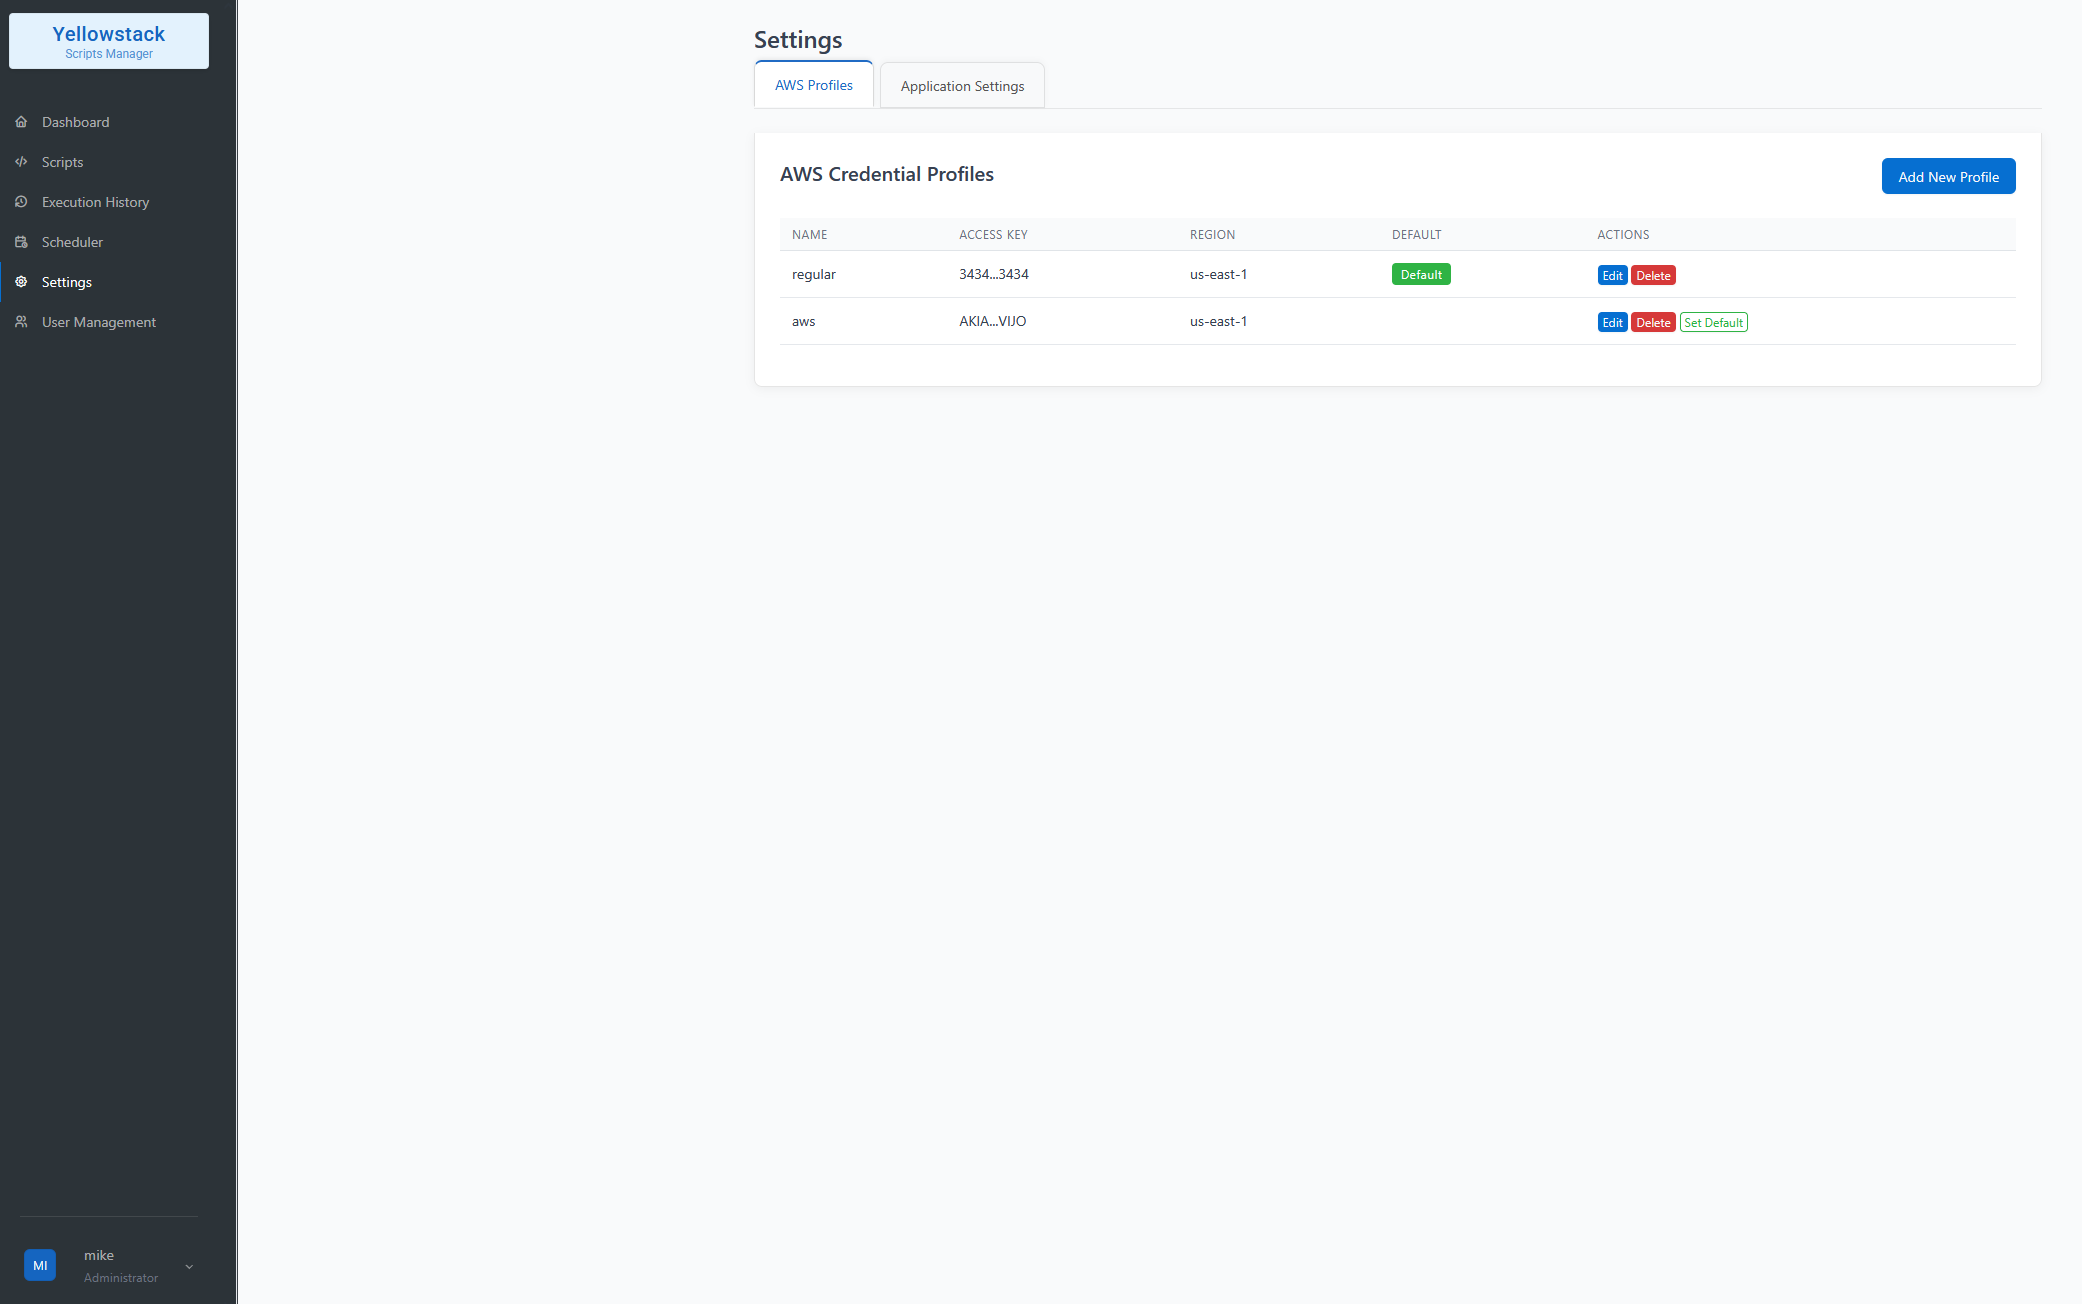 Yellowstack
Scripts Manager
Dashboard
Scripts
Execution History
Scheduler
Settings
User Management
MI
mike
Administrator
Settings
AWS Profiles
Application Settings
AWS Credential Profiles
Add New Profile
NAME ACCESS KEY REGION DEFAULT ACTIONS
regular 3434...3434 us-east-1 Default Edit Delete
aws AKIA...VIJO us-east-1 Edit Delete Set Default